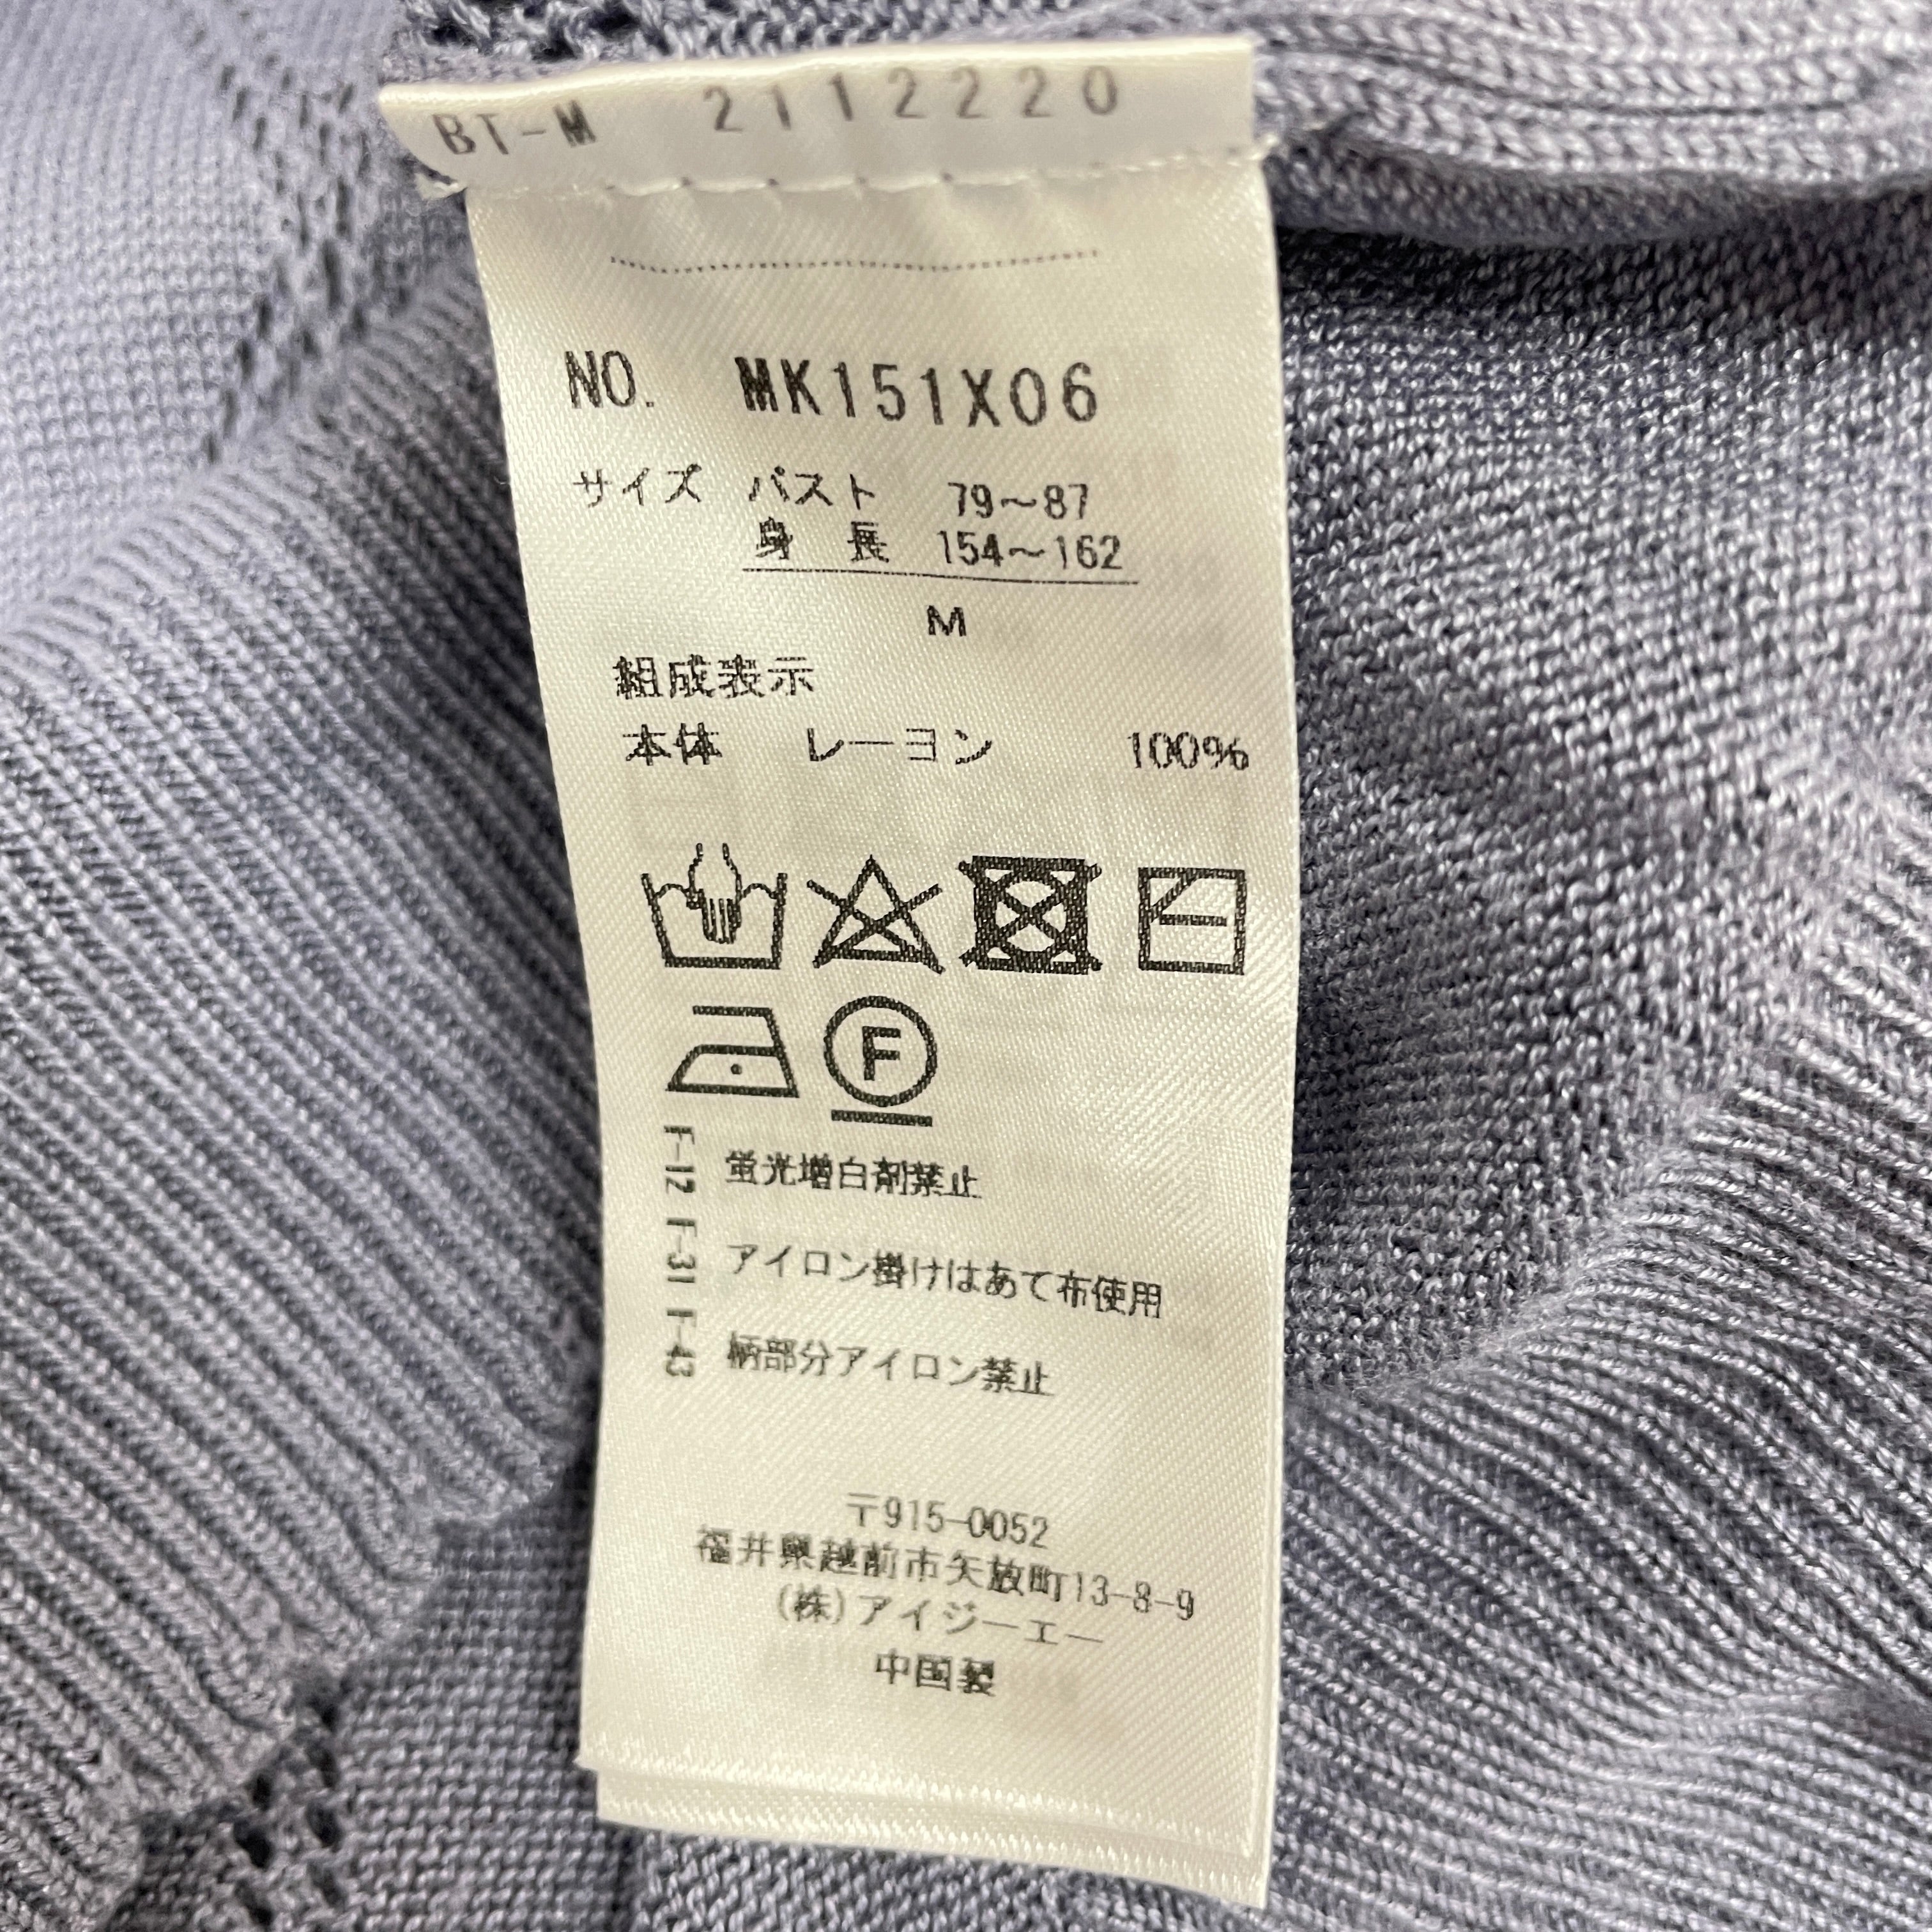 BT-M 2112220
NO. MK151X06
サイズ バスト 79〜87
身 長 154〜162
M
組成表示
本体 レーヨン 100%
F
F-12 蛍光増白剤禁止
F-31 アイロン掛けはあて布使用
F-43 柄部分アイロン禁止
〒915-0052
福井県越前市矢放町13-8-9
(株)アイジーエー
中国製